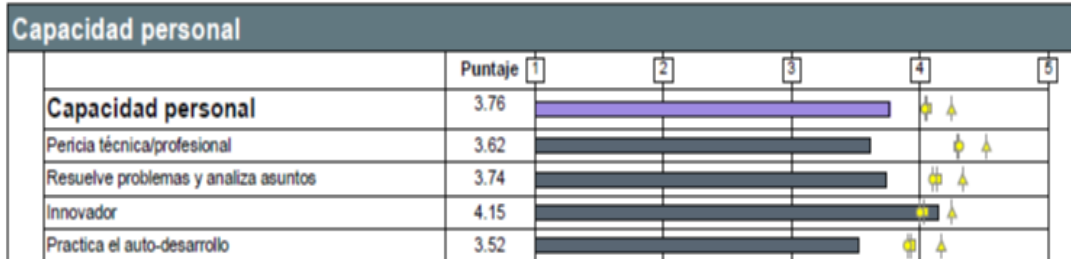 Capacidad personal
Puntaje 1 2 3 4 5
Capacidad personal 3.76
Pericia técnica/profesional 3.62
Resuelve problemas y analiza asuntos 3.74
Innovador 4.15
Practica el auto-desarrollo 3.52